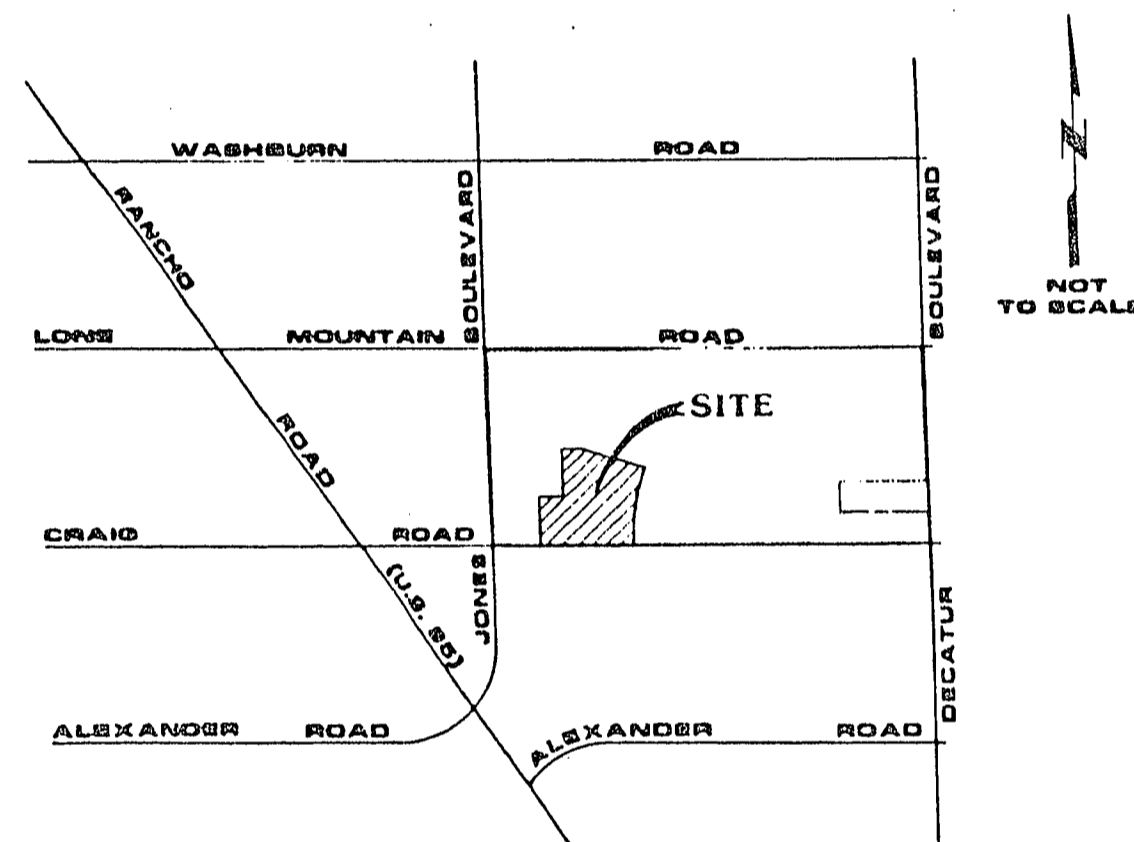 WASHBURN ROAD
RANCHO
BOULEVARD
BOULEVARD
N
NOT
TO SCALE
LONE MOUNTAIN ROAD
SITE
ROAD
CRAIG ROAD
(U.S. 95)
JONES
DECATUR
ALEXANDER ROAD
ALEXANDER ROAD